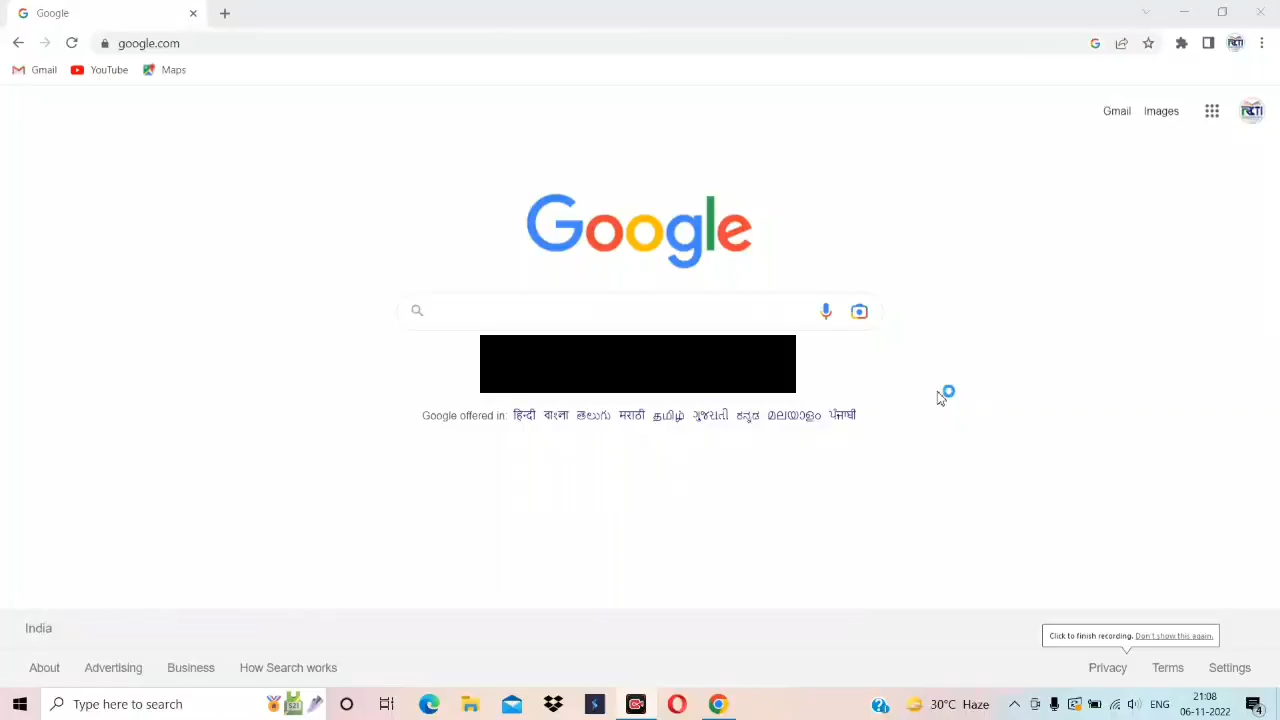 Google
google.com
Gmail YouTube Maps
Gmail Images
Google
Google offered in: हिन्दी বাংলা తెలుగు मराठी தமிழ் ગુજરાતી ಕನ್ನಡ മലയാളം ਪੰਜਾਬੀ
India
Click to finish recording. Don't show this again.
About Advertising Business How Search works Privacy Terms Settings
Type here to search
30°C Haze ENG 21:08
06-11-2022 4